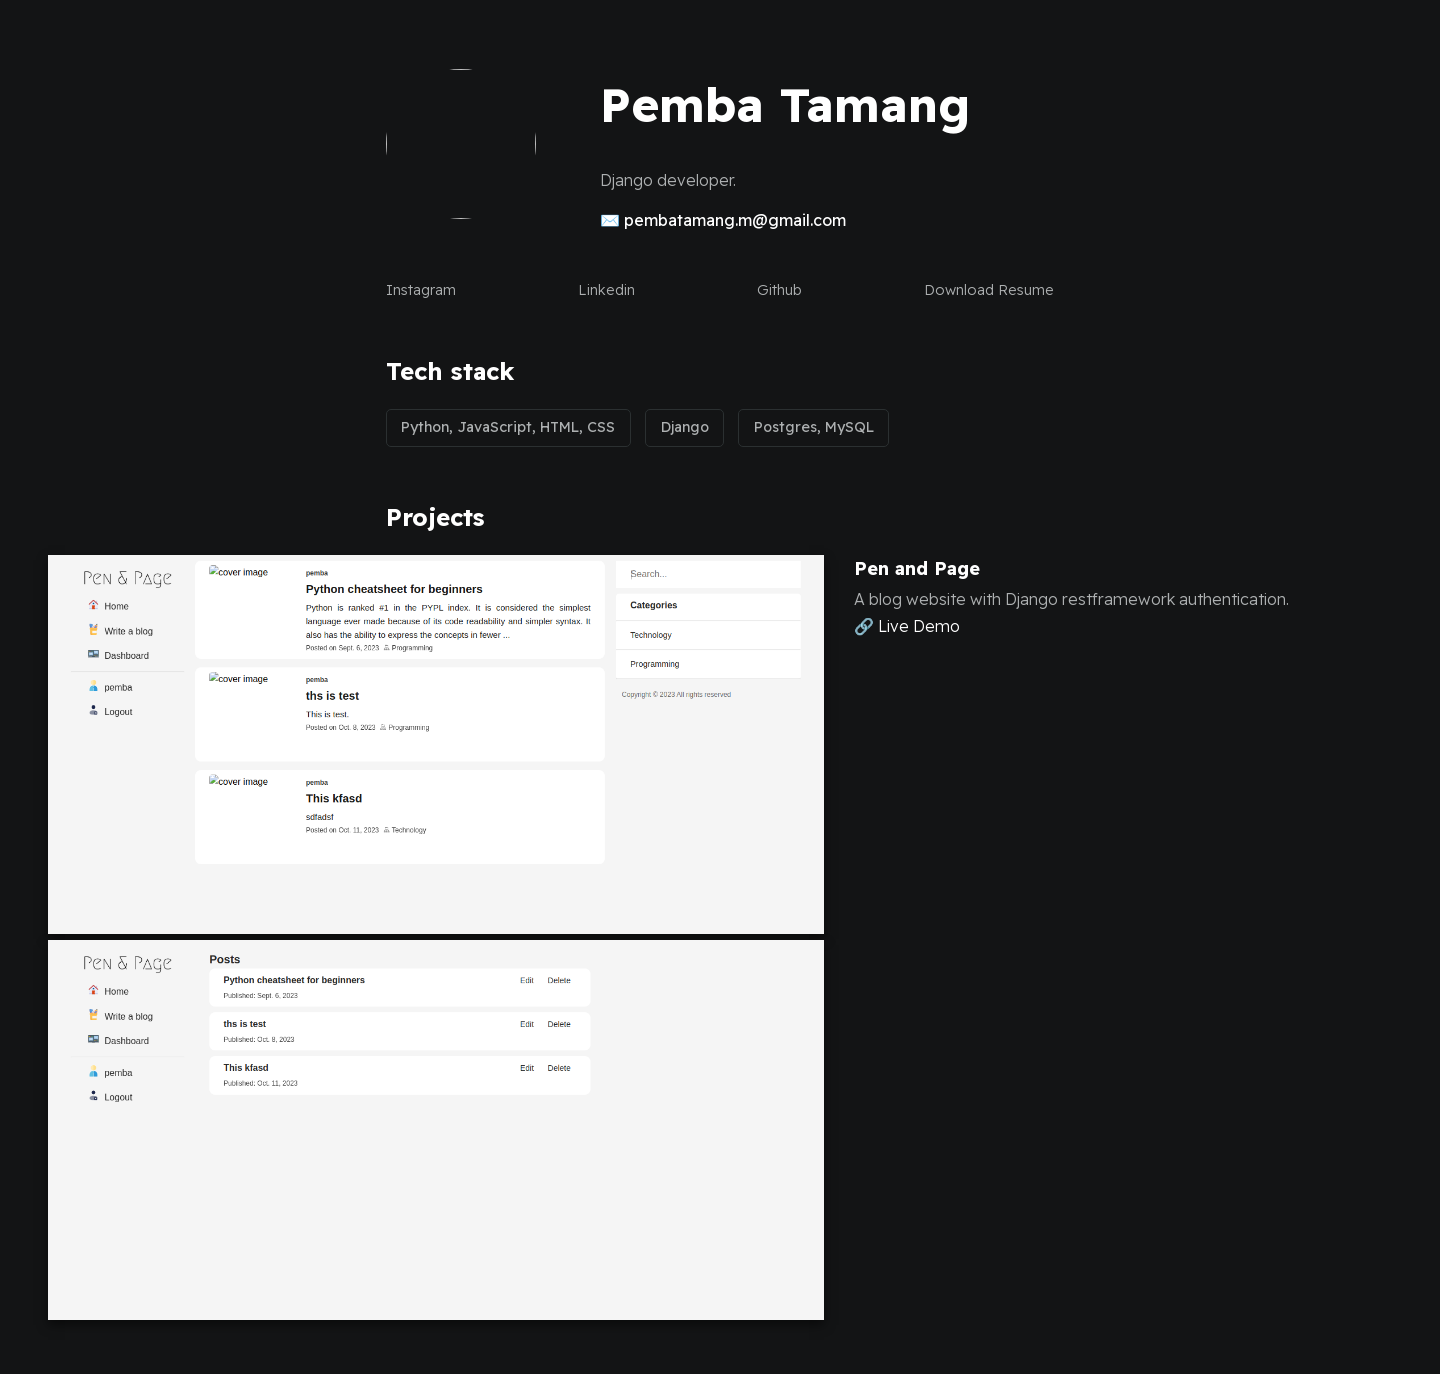 Pemba Tamang
Django developer.
✉️ pembatamang.m@gmail.com
Instagram Linkedin Github Download Resume
Tech stack
Python, JavaScript, HTML, CSS Django Postgres, MySQL
Projects
Pen & Page
Home
Write a blog
Dashboard
pemba
Logout
cover image
pemba
Python cheatsheet for beginners
Python is ranked #1 in the PYPL index. It is considered the simplest
language ever made because of its code readability and simpler syntax. It
also has the ability to express the concepts in fewer ...
Posted on Sept. 6, 2023 Programming
cover image
pemba
ths is test
This is test.
Posted on Oct. 8, 2023 Programming
cover image
pemba
This kfasd
sdfadsf
Posted on Oct. 11, 2023 Technology
Search...
Categories
Technology
Programming
Copyright © 2023 All rights reserved
Pen and Page
A blog website with Django restframework authentication.
🔗 Live Demo
Pen & Page
Home
Write a blog
Dashboard
pemba
Logout
Posts
Python cheatsheet for beginners Edit Delete
Published: Sept. 6, 2023
ths is test Edit Delete
Published: Oct. 8, 2023
This kfasd Edit Delete
Published: Oct. 11, 2023